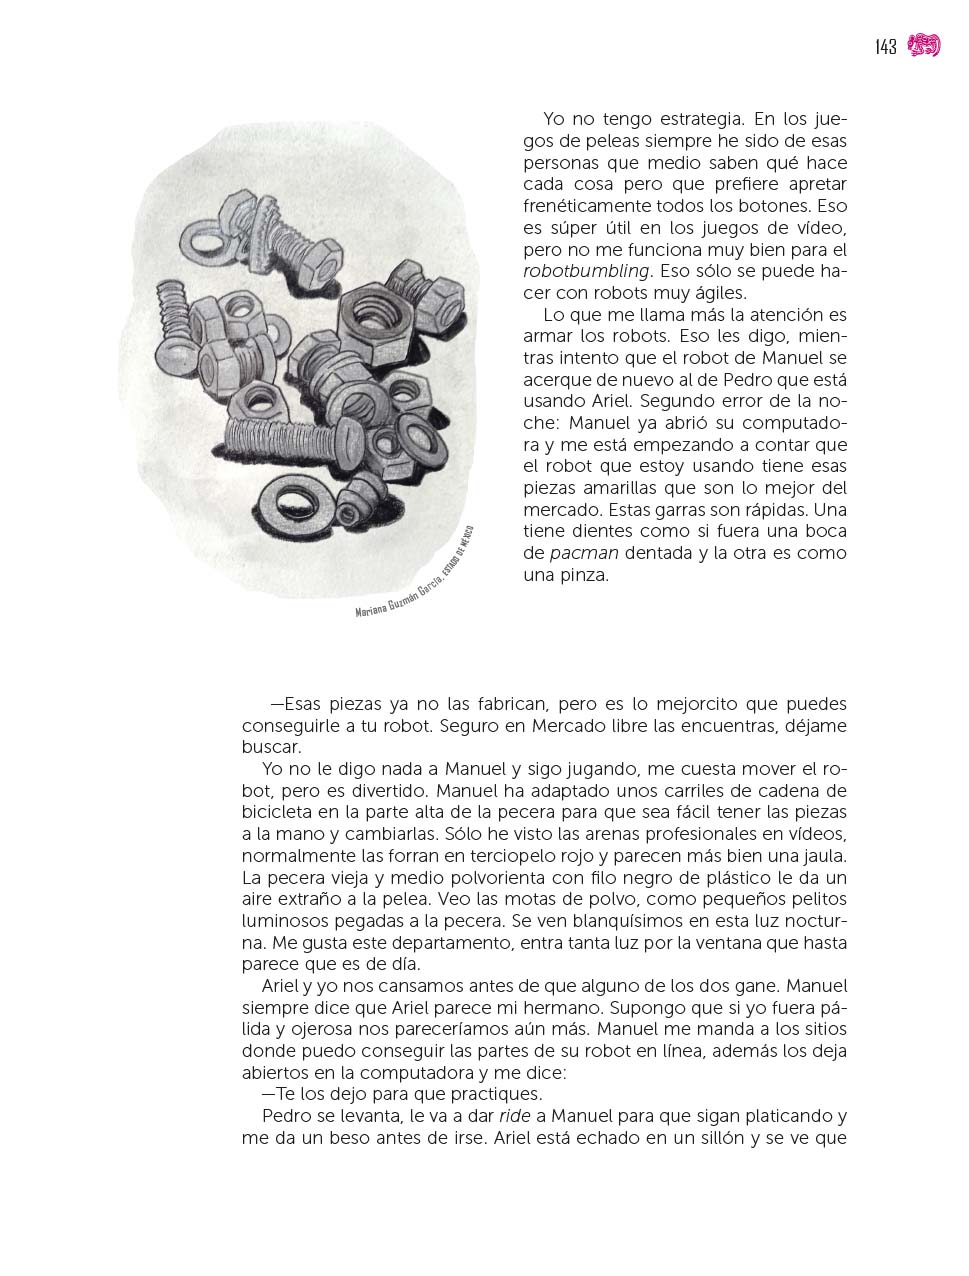 143
Yo no tengo estrategia. En los jue-
gos de peleas siempre he sido de esas
personas que medio saben qué hace
cada cosa pero que prefiere apretar
frenéticamente todos los botones. Eso
es súper útil en los juegos de vídeo,
pero no me funciona muy bien para el
robotbumbling. Eso sólo se puede ha-
cer con robots muy ágiles.
Lo que me llama más la atención es
armar los robots. Eso les digo, mien-
tras intento que el robot de Manuel se
acerque de nuevo al de Pedro que está
usando Ariel. Segundo error de la no-
che: Manuel ya abrió su computado-
ra y me está empezando a contar que
el robot que estoy usando tiene esas
piezas amarillas que son lo mejor del
mercado. Estas garras son rápidas. Una
tiene dientes como si fuera una boca
de pacman dentada y la otra es como
una pinza.
Mariana Guzmán García, ESTADO DE MÉXICO
—Esas piezas ya no las fabrican, pero es lo mejorcito que puedes
conseguirle a tu robot. Seguro en Mercado libre las encuentras, déjame
buscar.
Yo no le digo nada a Manuel y sigo jugando, me cuesta mover el ro-
bot, pero es divertido. Manuel ha adaptado unos carriles de cadena de
bicicleta en la parte alta de la pecera para que sea fácil tener las piezas
a la mano y cambiarlas. Sólo he visto las arenas profesionales en vídeos,
normalmente las forran en terciopelo rojo y parecen más bien una jaula.
La pecera vieja y medio polvorienta con filo negro de plástico le da un
aire extraño a la pelea. Veo las motas de polvo, como pequeños pelitos
luminosos pegadas a la pecera. Se ven blanquísimos en esta luz noctur-
na. Me gusta este departamento, entra tanta luz por la ventana que hasta
parece que es de día.
Ariel y yo nos cansamos antes de que alguno de los dos gane. Manuel
siempre dice que Ariel parece mi hermano. Supongo que si yo fuera pá-
lida y ojerosa nos pareceríamos aún más. Manuel me manda a los sitios
donde puedo conseguir las partes de su robot en línea, además los deja
abiertos en la computadora y me dice:
—Te los dejo para que practiques.
Pedro se levanta, le va a dar ride a Manuel para que sigan platicando y
me da un beso antes de irse. Ariel está echado en un sillón y se ve que